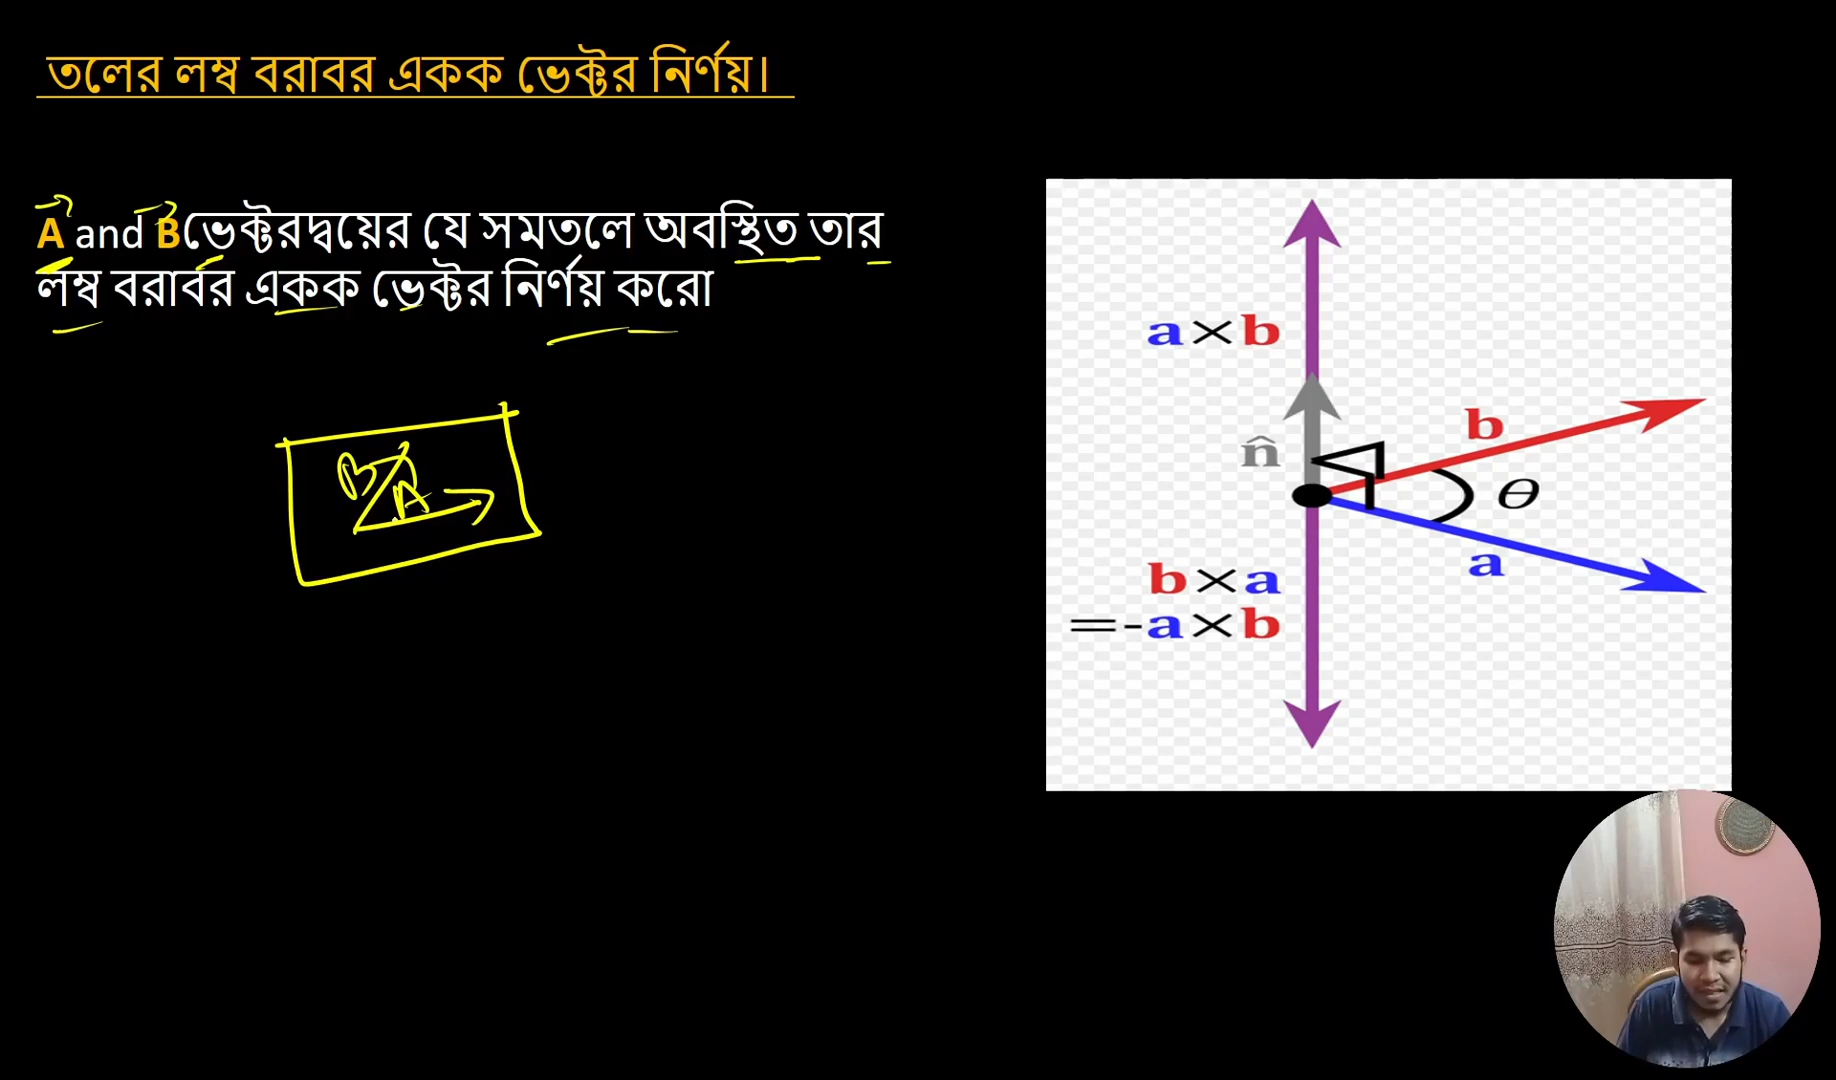 তলের লম্ব বরাবর একক ভেক্টর নির্ণয়।
A and B ভেক্টরদ্বয়ের যে সমতলে অবস্থিত তার
লম্ব বরাবর একক ভেক্টর নির্ণয় করো
B
A
a×b
n̂
b
θ
a
b×a
=-a×b